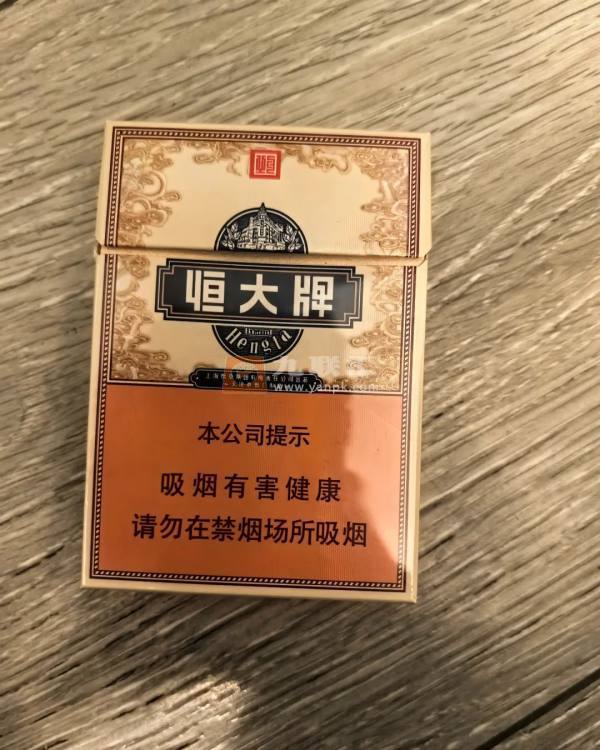 恒大牌
Hengta
www.yanpk.com
本公司提示
吸烟有害健康
请勿在禁烟场所吸烟